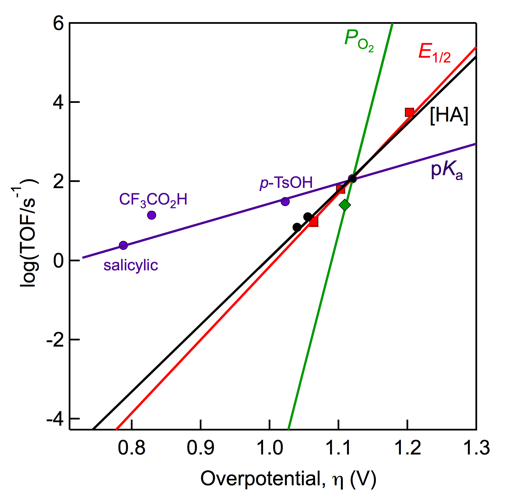 6
P_O₂
E_1/2
4
[HA]
p-TsOH
pK_a
2
CF₃CO₂H
0
salicylic
-2
-4
log(TOF/s⁻¹)
0.8 0.9 1.0 1.1 1.2 1.3
Overpotential, η (V)